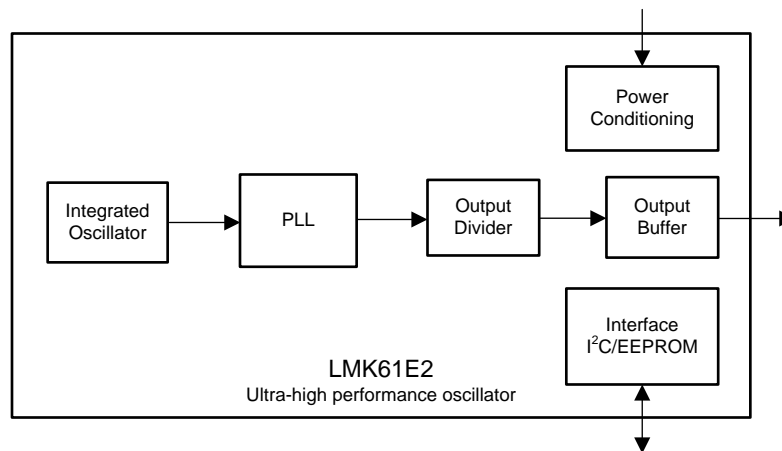 Power
Conditioning
Integrated
Oscillator
PLL
Output
Divider
Output
Buffer
Interface
I²C/EEPROM
LMK61E2
Ultra-high performance oscillator